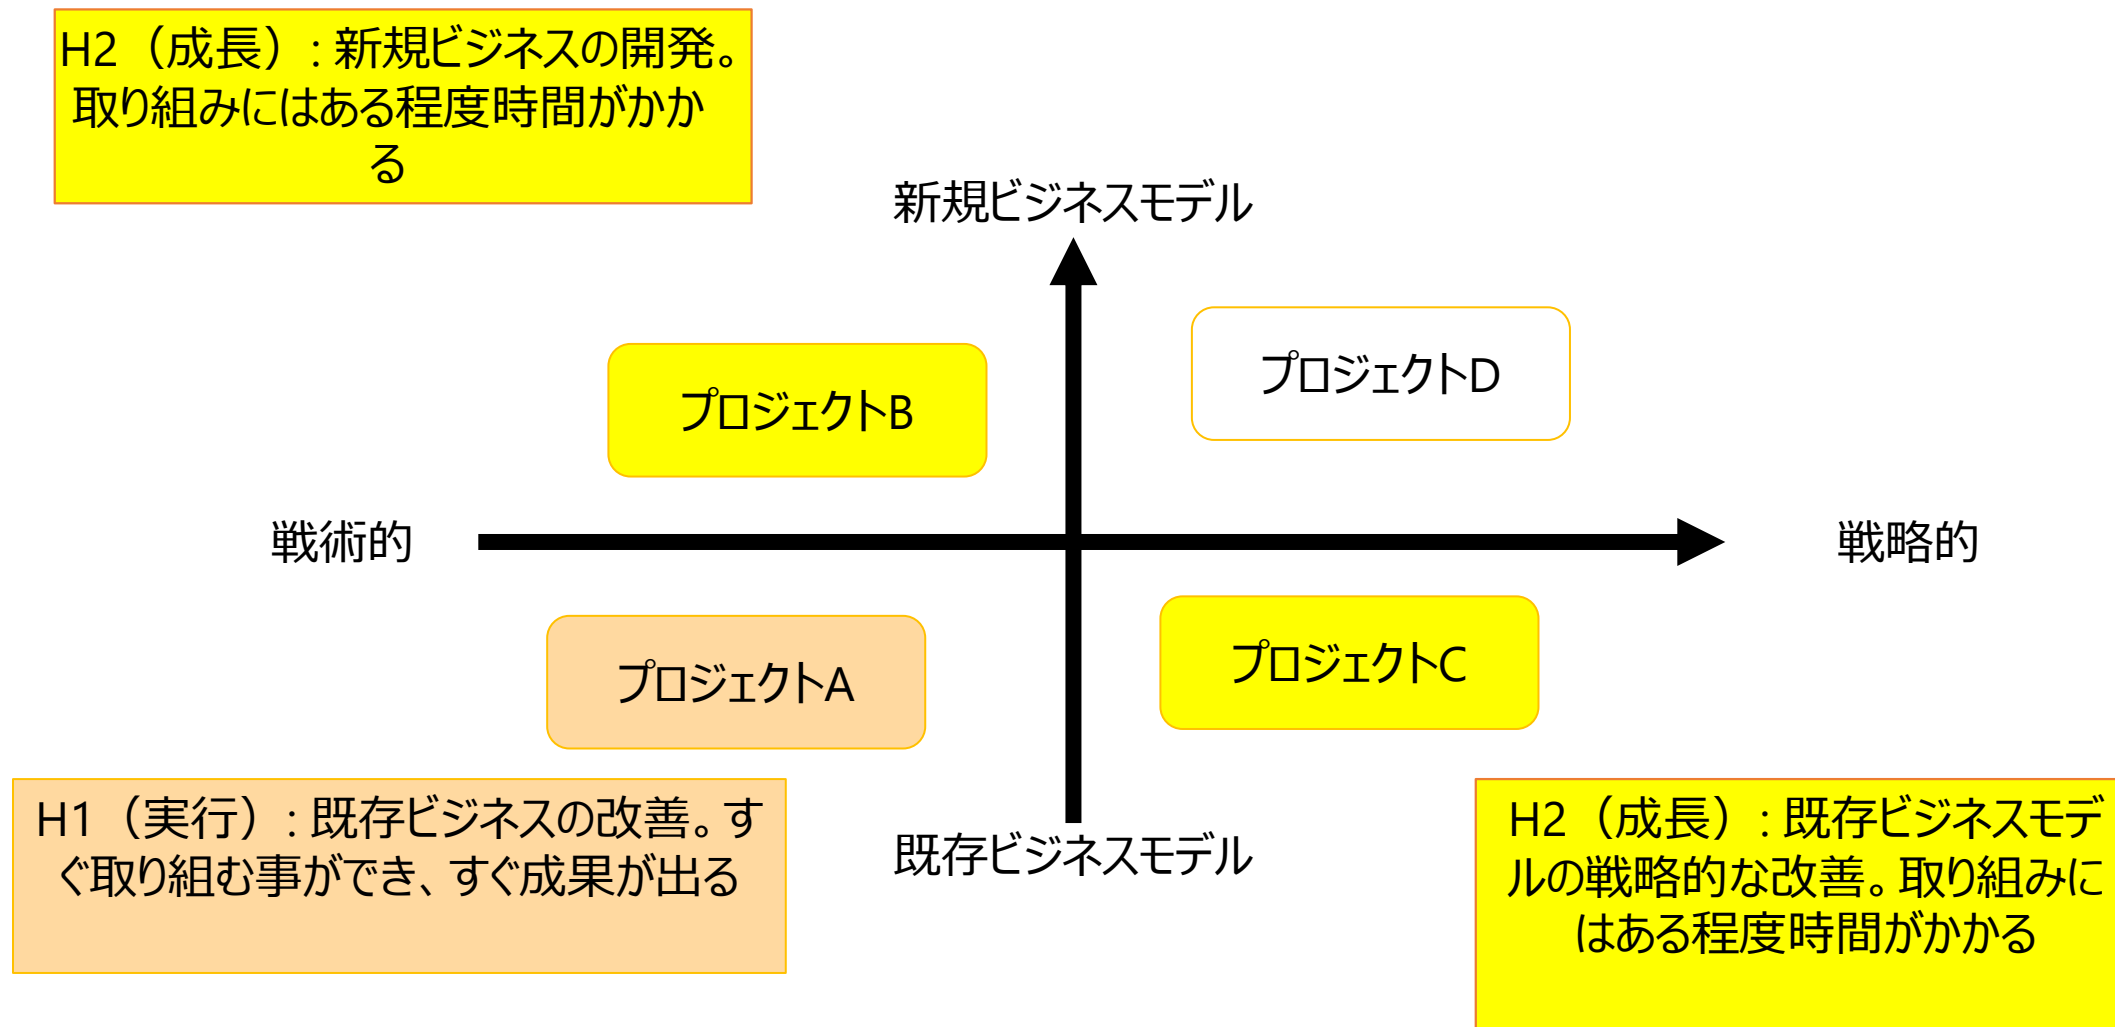 H2（成長）: 新規ビジネスの開発。
取り組みにはある程度時間がかか
る
新規ビジネスモデル
プロジェクトD
プロジェクトB
戦術的
戦略的
プロジェクトC
プロジェクトA
H1（実行）: 既存ビジネスの改善。す
ぐ取り組む事ができ、すぐ成果が出る
既存ビジネスモデル
H2（成長）: 既存ビジネスモデ
ルの戦略的な改善。取り組みに
はある程度時間がかかる